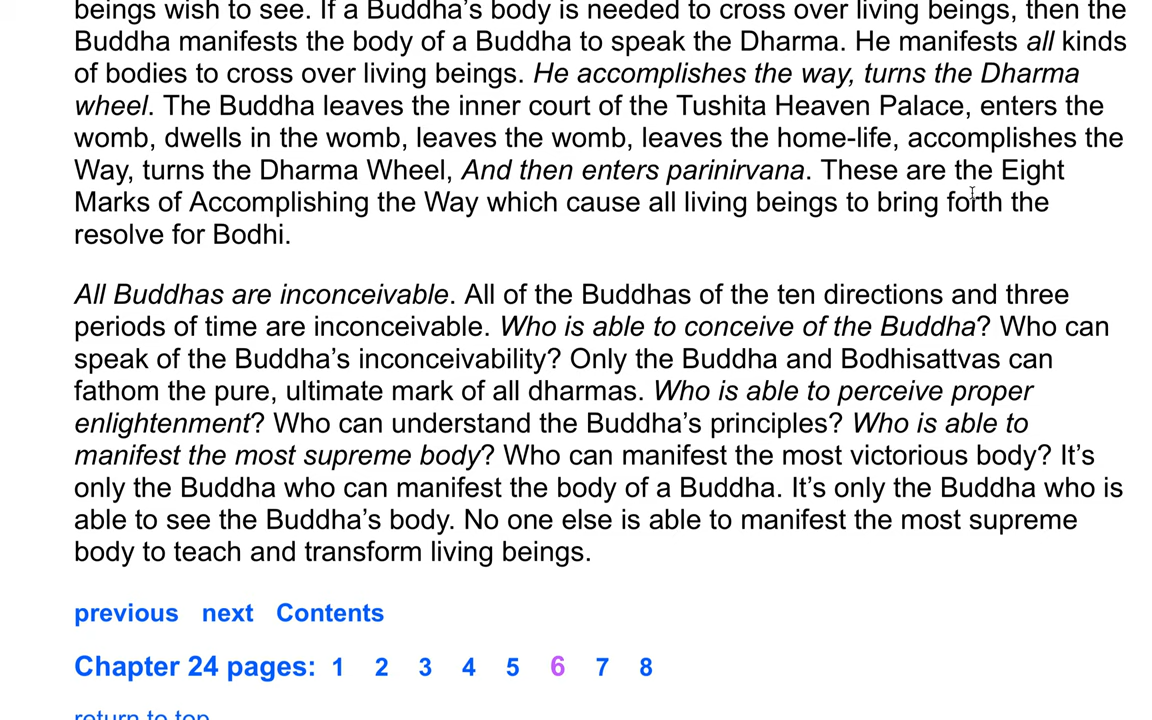 beings wish to see. If a Buddha’s body is needed to cross over living beings, then the
Buddha manifests the body of a Buddha to speak the Dharma. He manifests all kinds
of bodies to cross over living beings. He accomplishes the way, turns the Dharma
wheel. The Buddha leaves the inner court of the Tushita Heaven Palace, enters the
womb, dwells in the womb, leaves the womb, leaves the home-life, accomplishes the
Way, turns the Dharma Wheel, And then enters parinirvana. These are the Eight
Marks of Accomplishing the Way which cause all living beings to bring forth the
resolve for Bodhi.
All Buddhas are inconceivable. All of the Buddhas of the ten directions and three
periods of time are inconceivable. Who is able to conceive of the Buddha? Who can
speak of the Buddha’s inconceivability? Only the Buddha and Bodhisattvas can
fathom the pure, ultimate mark of all dharmas. Who is able to perceive proper
enlightenment? Who can understand the Buddha’s principles? Who is able to
manifest the most supreme body? Who can manifest the most victorious body? It’s
only the Buddha who can manifest the body of a Buddha. It’s only the Buddha who is
able to see the Buddha’s body. No one else is able to manifest the most supreme
body to teach and transform living beings.
previous next Contents
Chapter 24 pages: 1 2 3 4 5 6 7 8
return to top